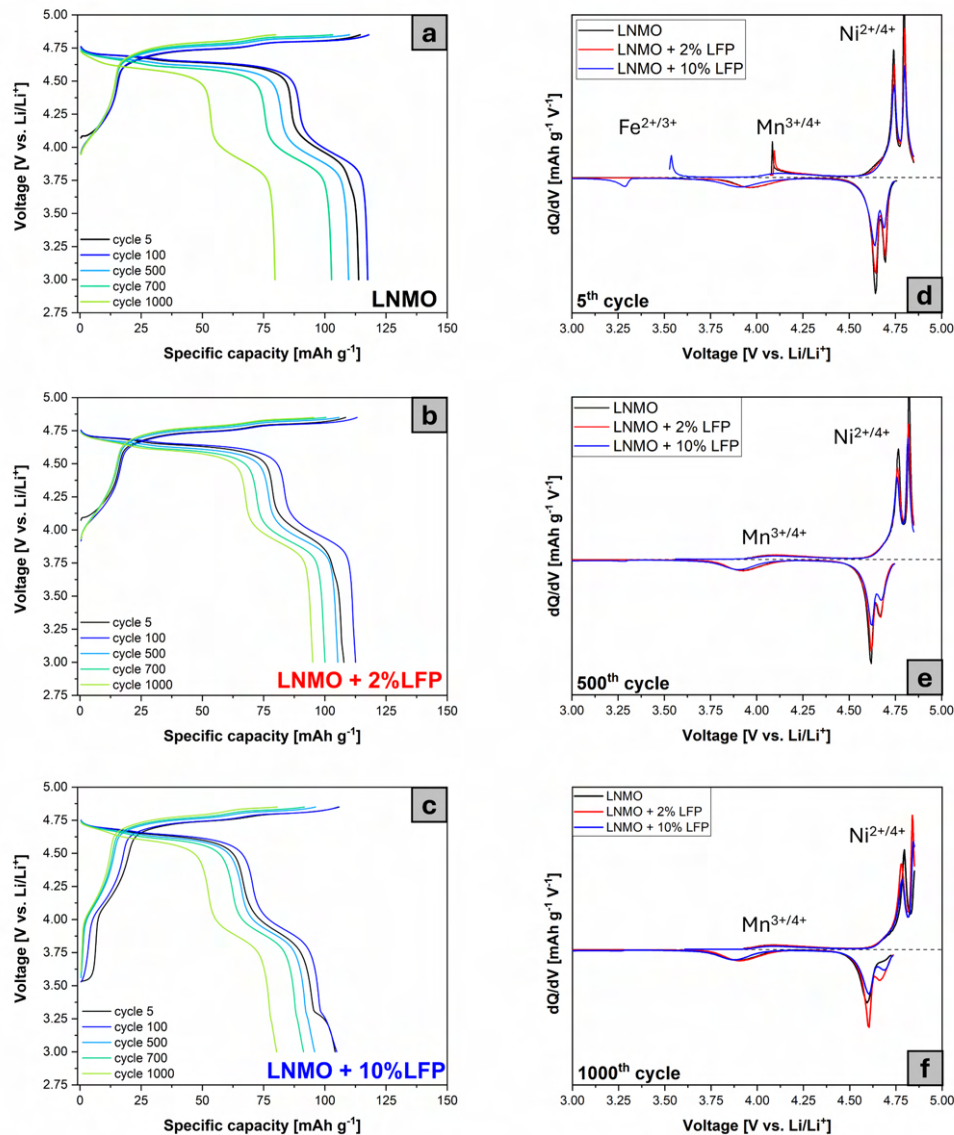 a
Voltage [V vs. Li/Li⁺]
5.00
4.75
4.50
4.25
4.00
3.75
3.50
3.25
3.00
2.75
cycle 5
cycle 100
cycle 500
cycle 700
cycle 1000
LNMO
0 25 50 75 100 125 150
Specific capacity [mAh g⁻¹]
d
dQ/dV [mAh g⁻¹ V⁻¹]
LNMO
LNMO + 2% LFP
LNMO + 10% LFP
Ni²⁺/⁴⁺
Fe²⁺/³⁺
Mn³⁺/⁴⁺
5ᵗʰ cycle
3.00 3.25 3.50 3.75 4.00 4.25 4.50 4.75 5.00
Voltage [V vs. Li/Li⁺]
b
Voltage [V vs. Li/Li⁺]
5.00
4.75
4.50
4.25
4.00
3.75
3.50
3.25
3.00
2.75
cycle 5
cycle 100
cycle 500
cycle 700
cycle 1000
LNMO + 2%LFP
0 25 50 75 100 125 150
Specific capacity [mAh g⁻¹]
e
dQ/dV [mAh g⁻¹ V⁻¹]
LNMO
LNMO + 2% LFP
LNMO + 10% LFP
Ni²⁺/⁴⁺
Mn³⁺/⁴⁺
500ᵗʰ cycle
3.00 3.25 3.50 3.75 4.00 4.25 4.50 4.75 5.00
Voltage [V vs. Li/Li⁺]
c
Voltage [V vs. Li/Li⁺]
5.00
4.75
4.50
4.25
4.00
3.75
3.50
3.25
3.00
2.75
cycle 5
cycle 100
cycle 500
cycle 700
cycle 1000
LNMO + 10%LFP
0 25 50 75 100 125 150
Specific capacity [mAh g⁻¹]
f
dQ/dV [mAh g⁻¹ V⁻¹]
LNMO
LNMO + 2% LFP
LNMO + 10% LFP
Ni²⁺/⁴⁺
Mn³⁺/⁴⁺
1000ᵗʰ cycle
3.00 3.25 3.50 3.75 4.00 4.25 4.50 4.75 5.00
Voltage [V vs. Li/Li⁺]